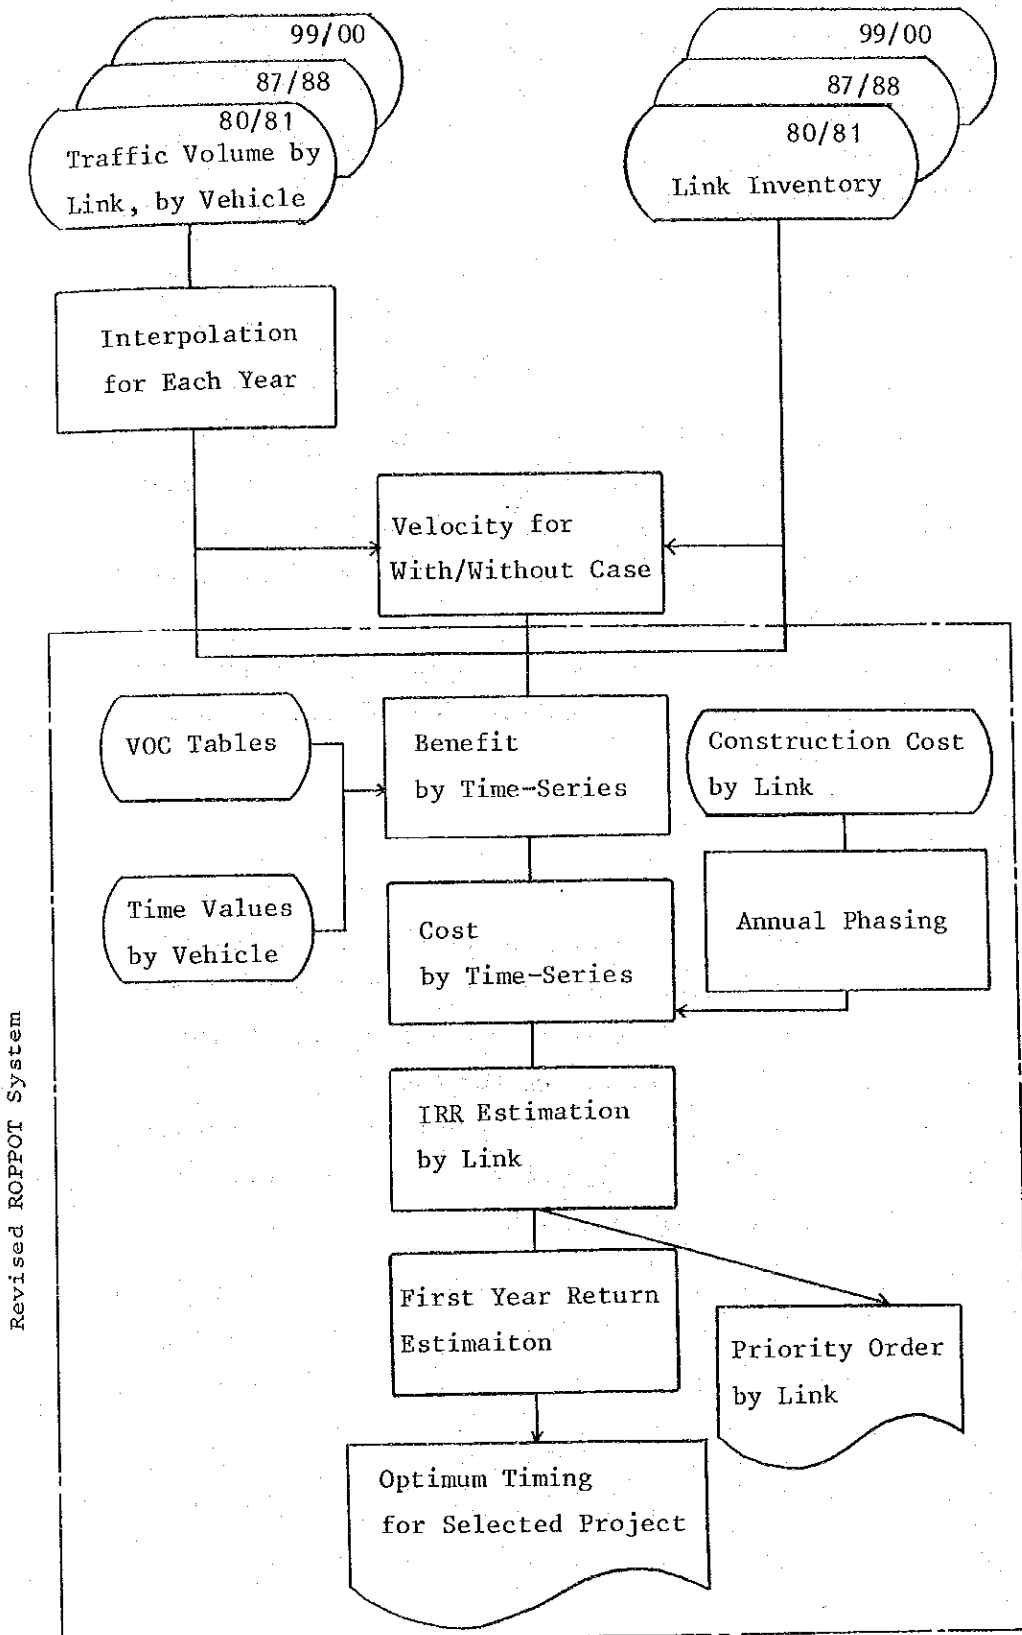 99/00
87/88
80/81
Traffic Volume by
Link, by Vehicle
99/00
87/88
80/81
Link Inventory
Interpolation
for Each Year
Velocity for
With/Without Case
VOC Tables
Time Values
by Vehicle
Benefit
by Time-Series
Construction Cost
by Link
Cost
by Time-Series
Annual Phasing
IRR Estimation
by Link
First Year Return
Estimaiton
Priority Order
by Link
Optimum Timing
for Selected Project
Revised ROPPOT System